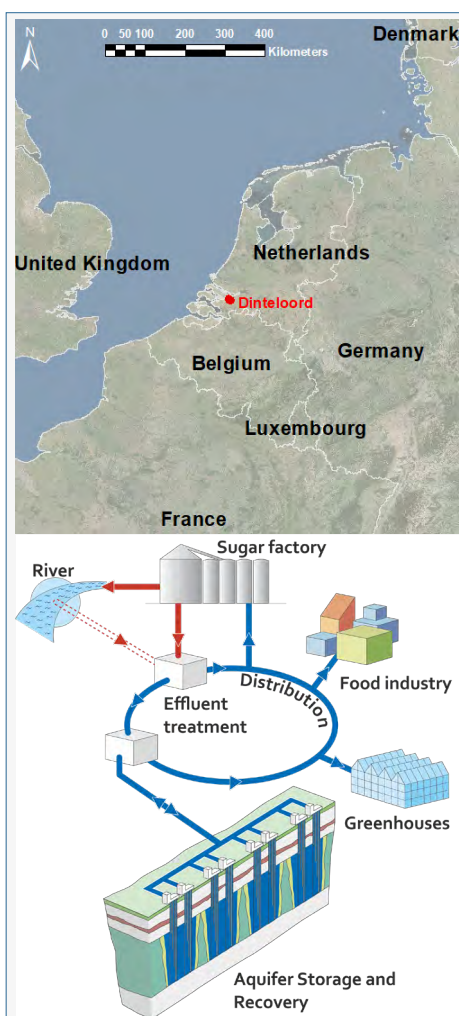 Denmark
N
0 50 100 200 300 400
Kilometers
Netherlands
United Kingdom
Dinteloord
Germany
Belgium
Luxembourg
France
Sugar factory
River
Distribution
Food industry
Effluent
treatment
Greenhouses
Aquifer Storage and
Recovery